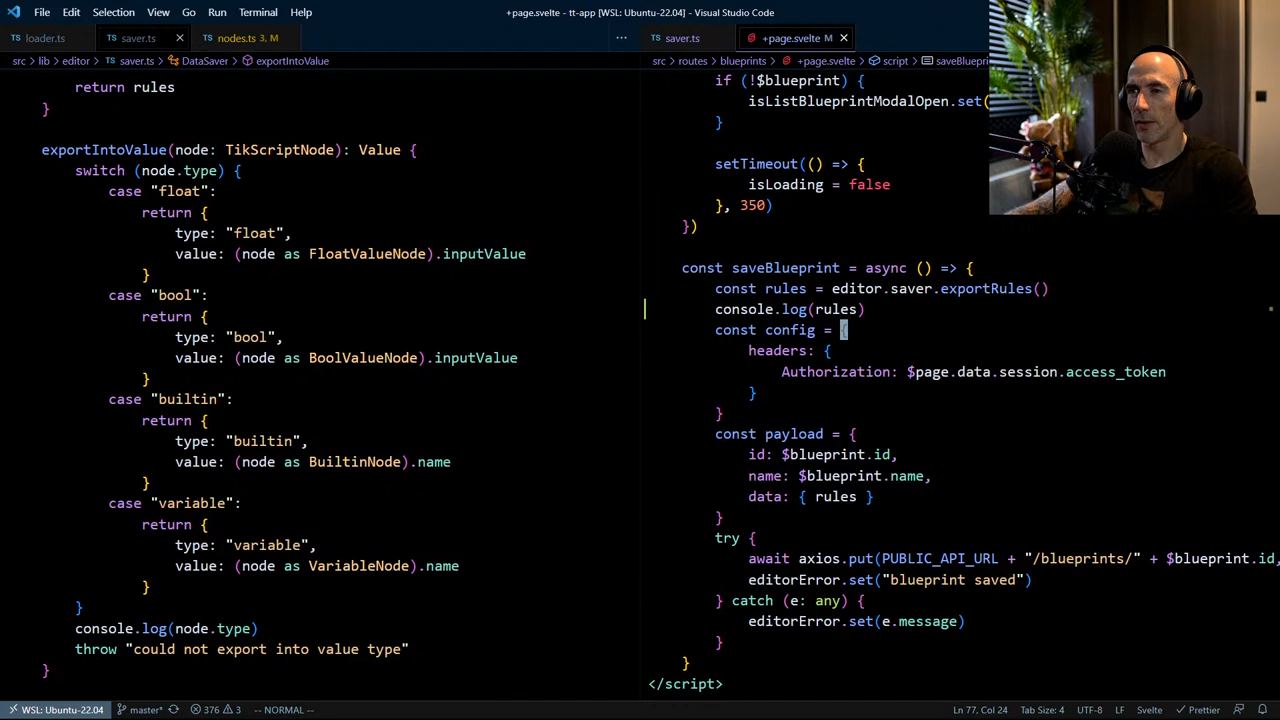 File Edit Selection View Go Run Terminal Help
+page.svelte - tt-app [WSL: Ubuntu-22.04] - Visual Studio Code
loader.ts saver.ts nodes.ts 3, M
src > lib > editor > saver.ts > DataSaver > exportIntoValue
return rules
}
exportIntoValue(node: TikScriptNode): Value {
switch (node.type) {
case "float":
return {
type: "float",
value: (node as FloatValueNode).inputValue
}
case "bool":
return {
type: "bool",
value: (node as BoolValueNode).inputValue
}
case "builtin":
return {
type: "builtin",
value: (node as BuiltinNode).name
}
case "variable":
return {
type: "variable",
value: (node as VariableNode).name
}
}
console.log(node.type)
throw "could not export into value type"
}
saver.ts +page.svelte M
src > routes > blueprints > +page.svelte > script > saveBluepri
if (!$blueprint) {
isListBlueprintModalOpen.set(
}
setTimeout(() => {
isLoading = false
}, 350)
})
const saveBlueprint = async () => {
const rules = editor.saver.exportRules()
console.log(rules)
const config = {
headers: {
Authorization: $page.data.session.access_token
}
}
const payload = {
id: $blueprint.id,
name: $blueprint.name,
data: { rules }
}
try {
await axios.put(PUBLIC_API_URL + "/blueprints/" + $blueprint.id,
editorError.set("blueprint saved")
} catch (e: any) {
editorError.set(e.message)
}
}
</script>
WSL: Ubuntu-22.04 master* 376 3 -- NORMAL -- Ln 77, Col 24 Tab Size: 4 UTF-8 LF Svelte Prettier